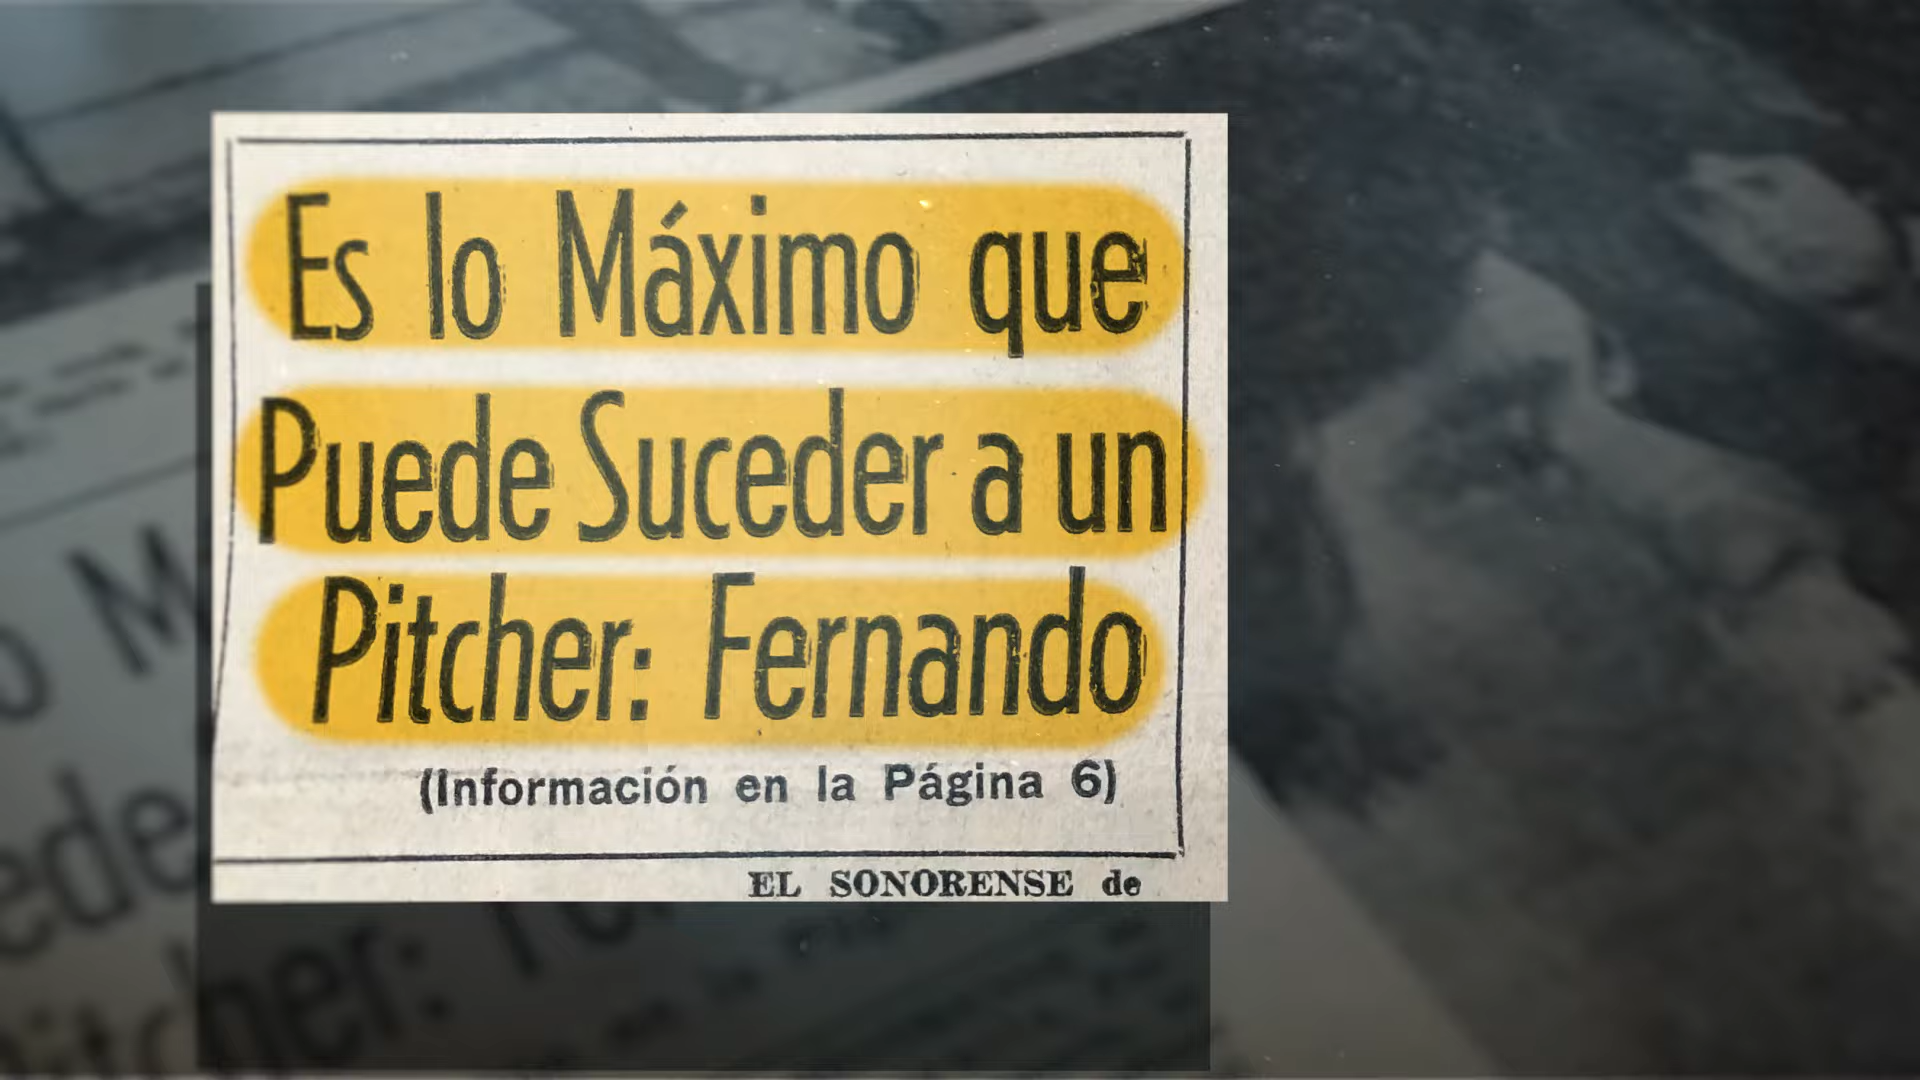 Es lo Máximo que
Puede Suceder a un
Pitcher: Fernando
(Información en la Página 6)
EL SONORENSE de